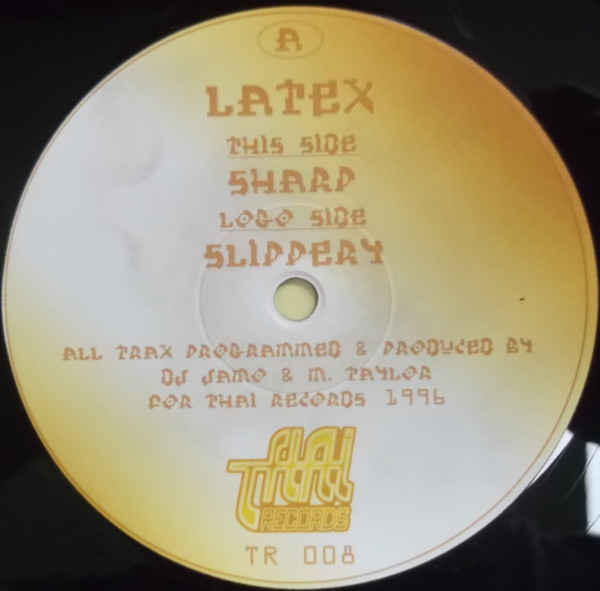 A
LATEX
THIS SIDE
SHARP
LOGO SIDE
SLIPPERY
ALL TRAX PROGRAMMED & PRODUCED BY
DJ JAMO & M. TAYLOR
FOR THAI RECORDS 1996
THAI
RECORDS
TR 008